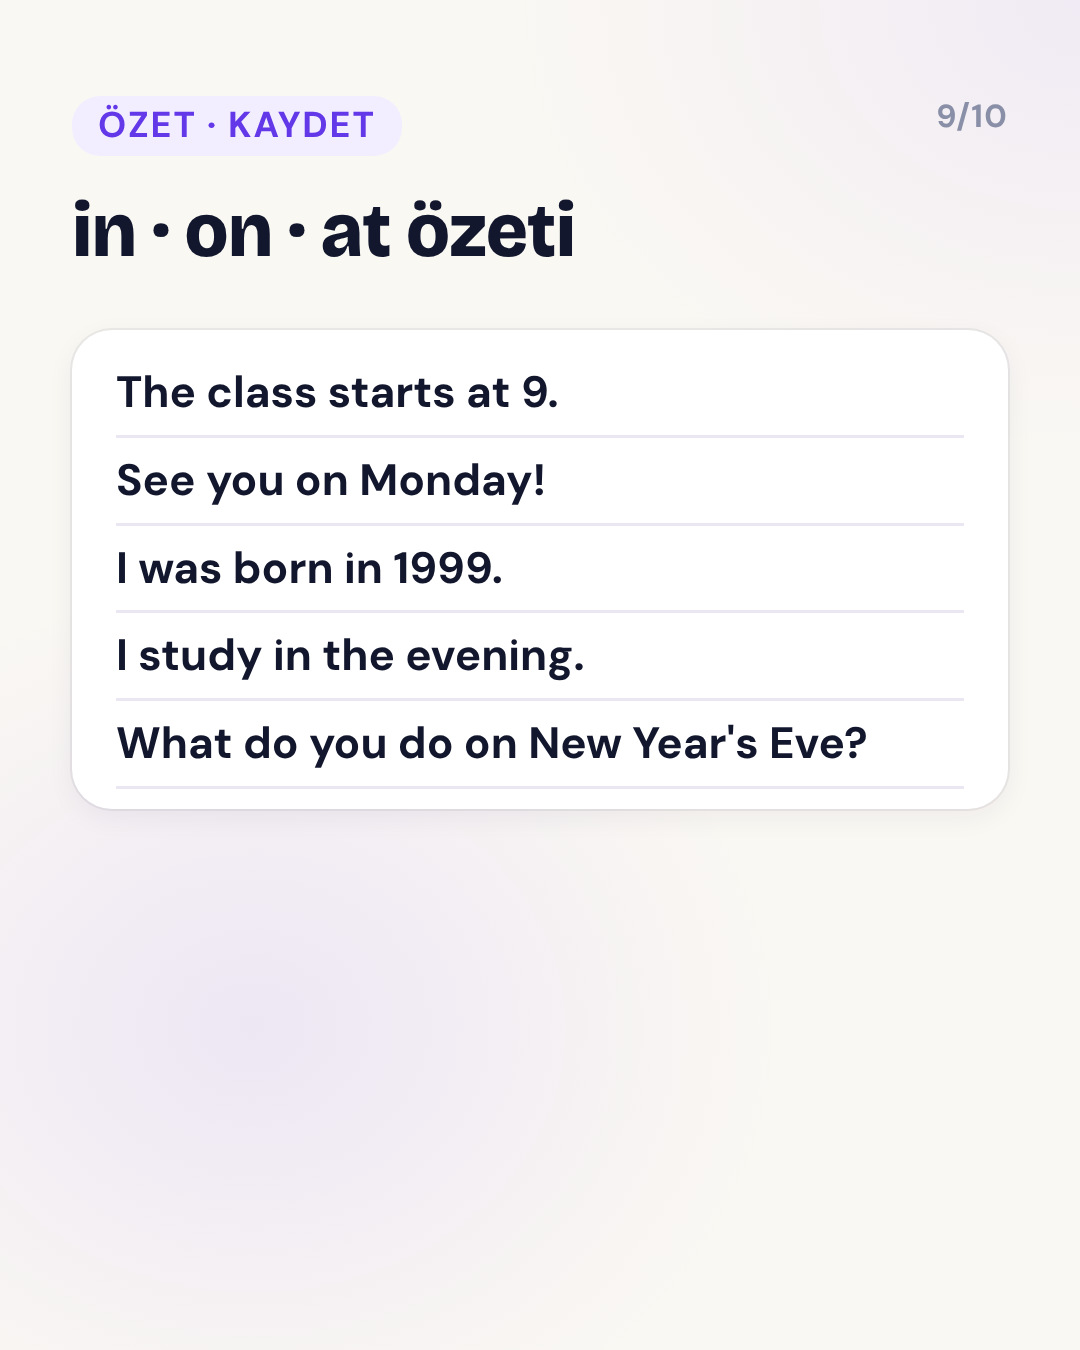 ÖZET · KAYDET
9/10
in · on · at özeti
The class starts at 9.
See you on Monday!
I was born in 1999.
I study in the evening.
What do you do on New Year's Eve?